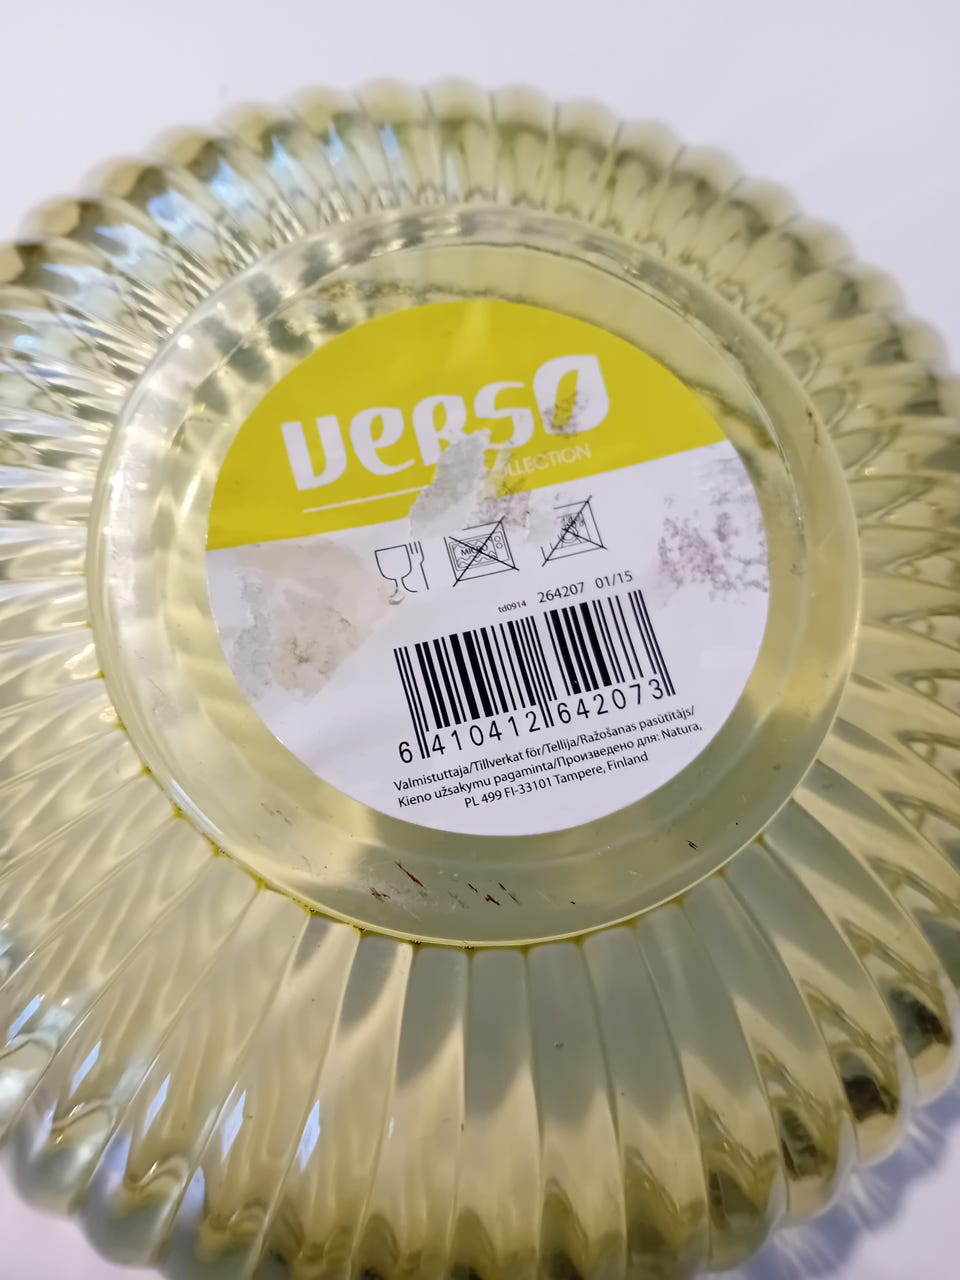 verso
COLLECTION
MICRO
td0914 264207 01/15
6 410412 642073
Valmistuttaja/Tillverkat för/Tellija/Ražošanas pasūtītājs/
Kieno užsakymu pagaminta/Произведено для: Natura,
PL 499 FI-33101 Tampere, Finland